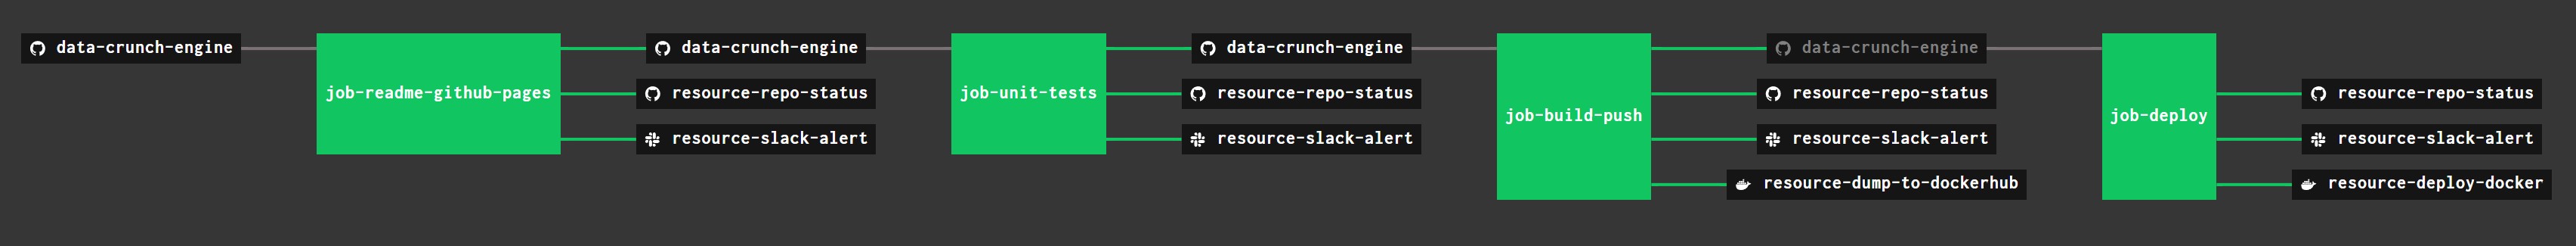 data-crunch-engine
job-readme-github-pages
data-crunch-engine
resource-repo-status
resource-slack-alert
job-unit-tests
data-crunch-engine
resource-repo-status
resource-slack-alert
job-build-push
data-crunch-engine
resource-repo-status
resource-slack-alert
resource-dump-to-dockerhub
job-deploy
resource-repo-status
resource-slack-alert
resource-deploy-docker